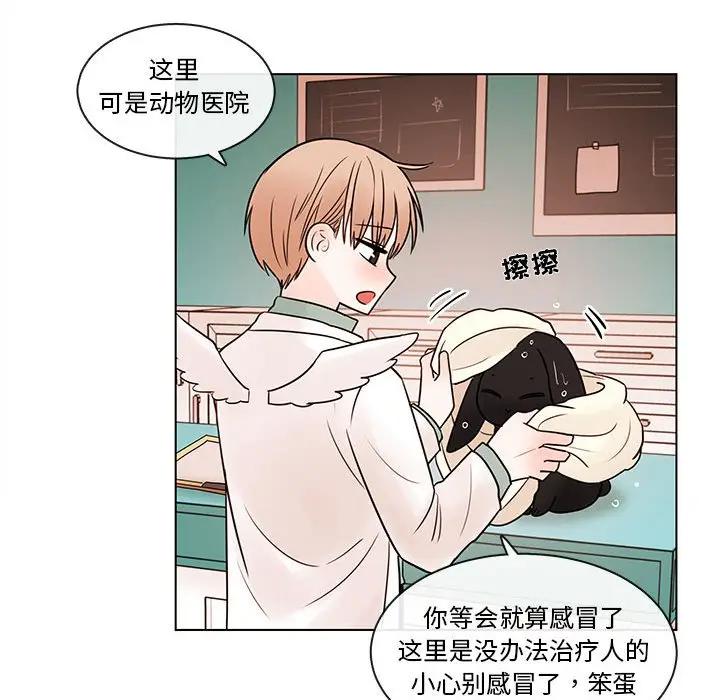 这里
可是动物医院
擦擦
你等会就算感冒了
这里是没办法治疗人的
小心别感冒了，笨蛋